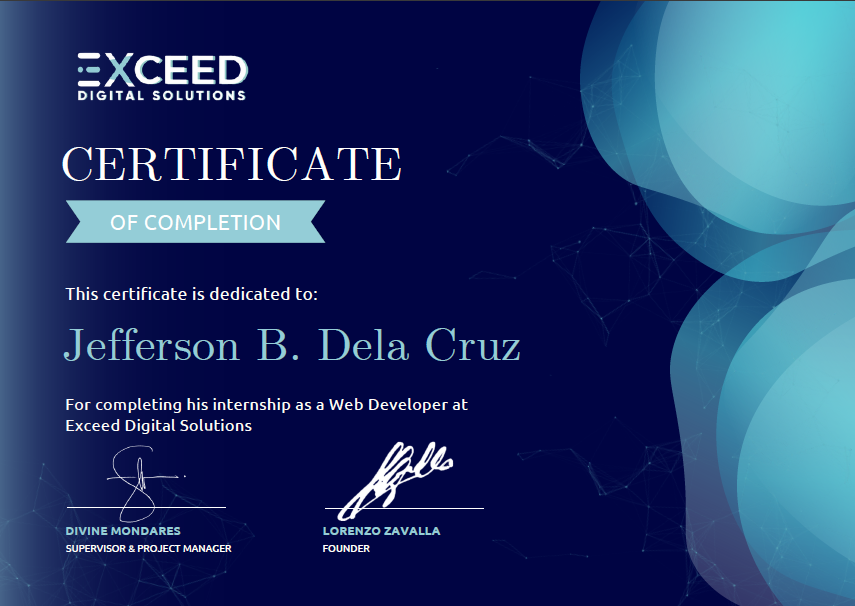 EXCEED
DIGITAL SOLUTIONS
CERTIFICATE
OF COMPLETION
This certificate is dedicated to:
Jefferson B. Dela Cruz
For completing his internship as a Web Developer at
Exceed Digital Solutions
DIVINE MONDARES
SUPERVISOR & PROJECT MANAGER
LORENZO ZAVALLA
FOUNDER